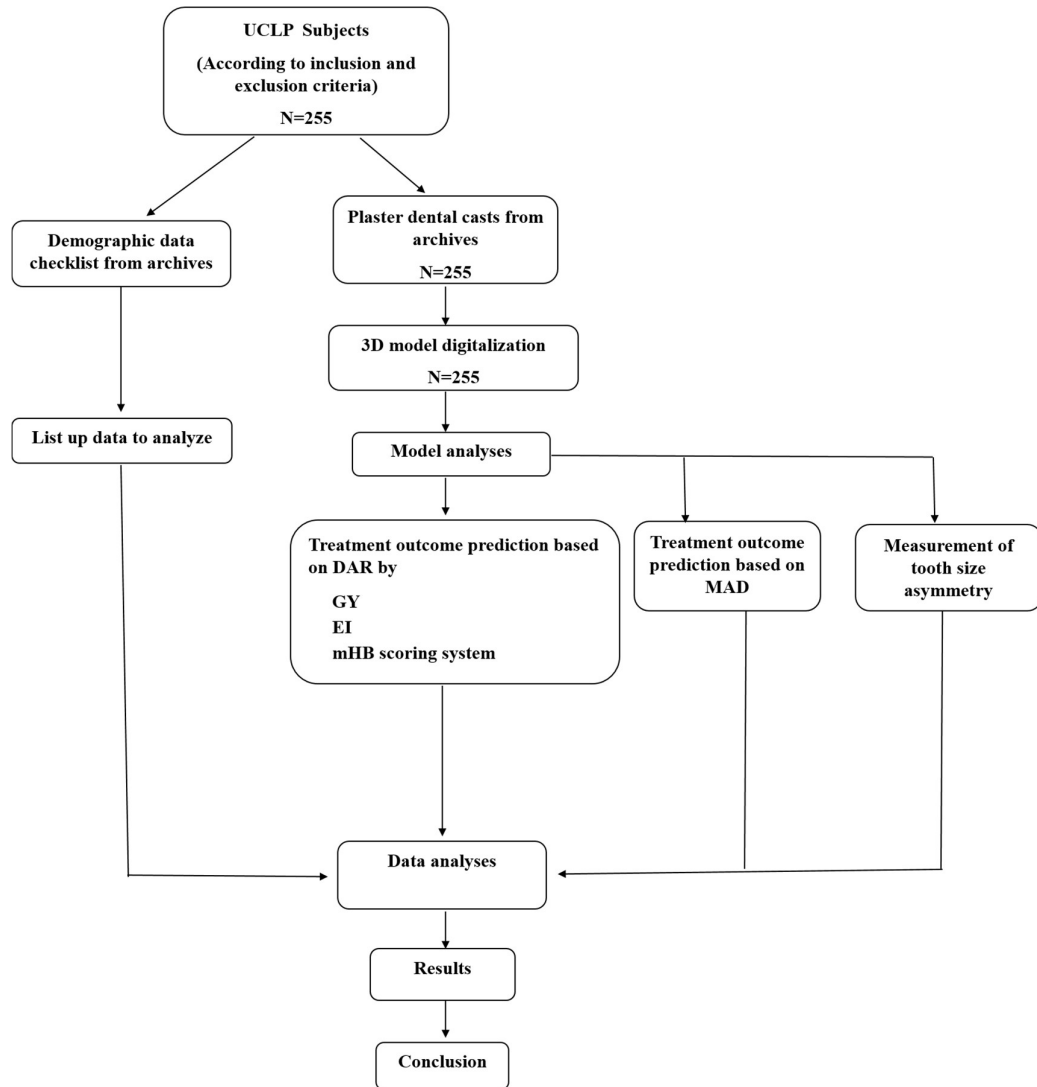 UCLP Subjects
(According to inclusion and
exclusion criteria)
N=255
Demographic data
checklist from archives
Plaster dental casts from
archives
N=255
3D model digitalization
N=255
List up data to analyze
Model analyses
Treatment outcome prediction based
on DAR by
GY
EI
mHB scoring system
Treatment outcome
prediction based on
MAD
Measurement of
tooth size
asymmetry
Data analyses
Results
Conclusion